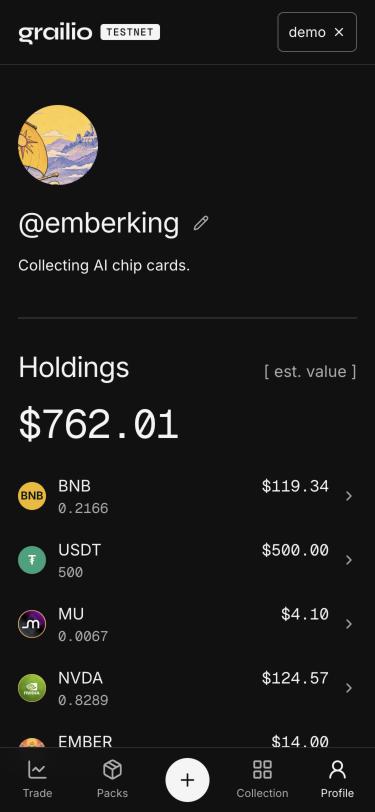 grailio TESTNET
demo ×
@emberking
Collecting AI chip cards.
Holdings
[ est. value ]
$762.01
BNB
BNB
$119.34
0.2166
USDT
$500.00
500
MU
$4.10
0.0067
NVIDIA
NVDA
$124.57
0.8289
EMBER
$14.00
Trade
Packs
Collection
Profile